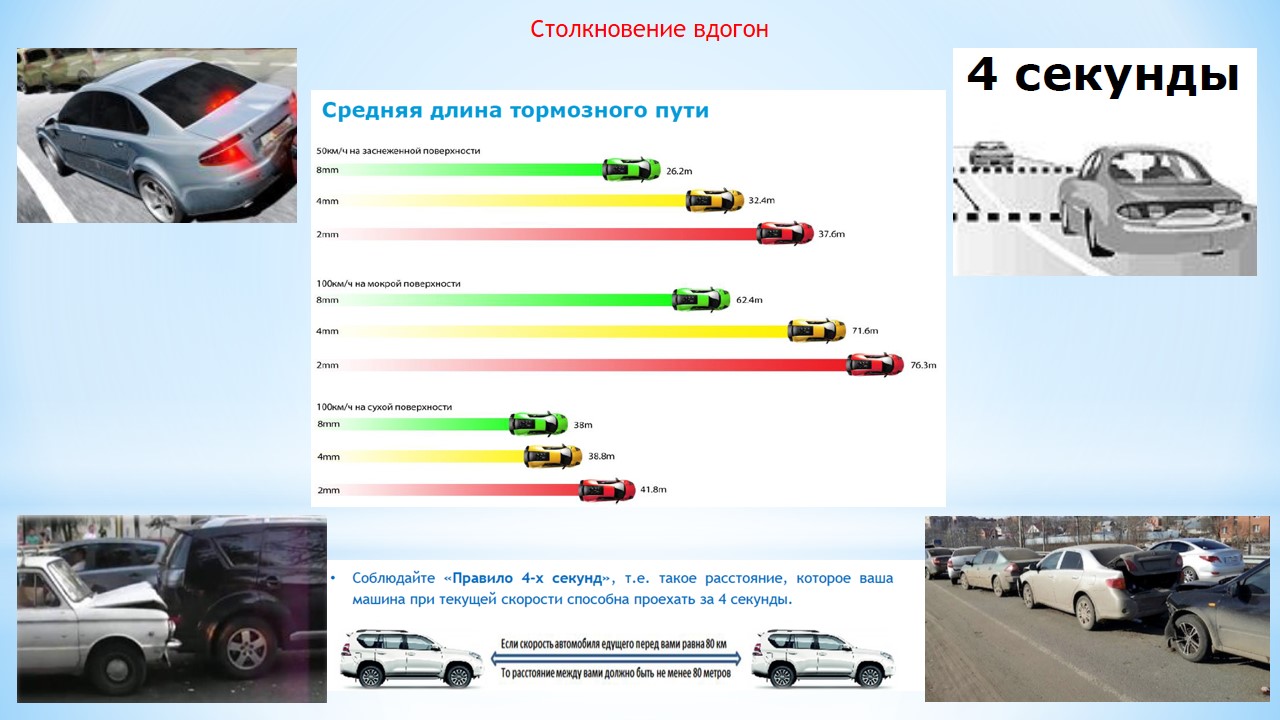 Столкновение вдогон
4 секунды
Средняя длина тормозного пути
50км/ч на заснеженной поверхности
8mm 26.2m
4mm 32.4m
2mm 37.6m
100км/ч на мокрой поверхности
8mm 62.4m
4mm 71.6m
2mm 76.3m
100км/ч на сухой поверхности
8mm 38m
4mm 38.8m
2mm 41.8m
• Соблюдайте «Правило 4-х секунд», т.е. такое расстояние, которое ваша
машина при текущей скорости способна проехать за 4 секунды.
Если скорость автомобиля едущего перед вами равна 80 км
То расстояние между вами должно быть не менее 80 метров